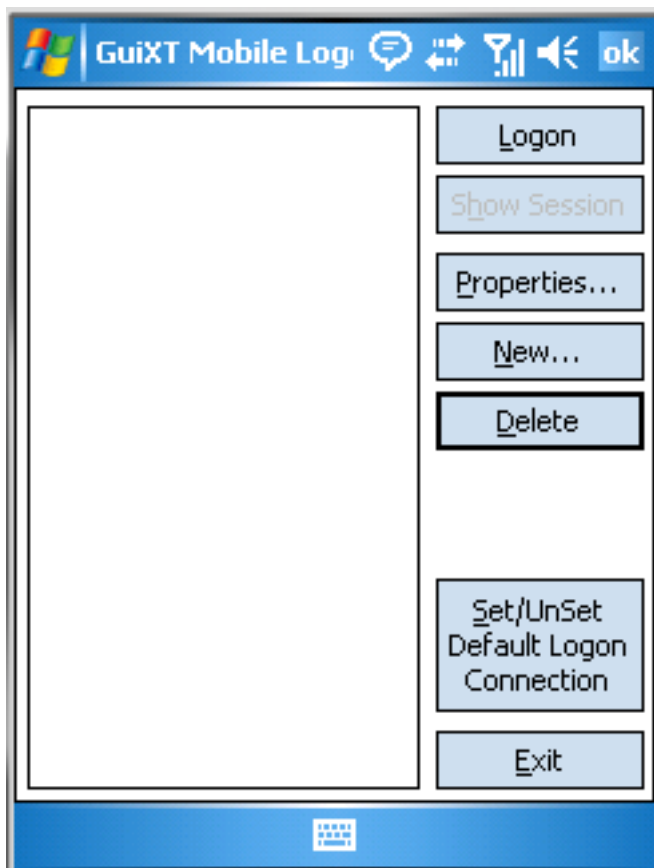 GuiXT Mobile Log
ok
Logon
Show Session
Properties...
New...
Delete
Set/UnSet
Default Logon
Connection
Exit